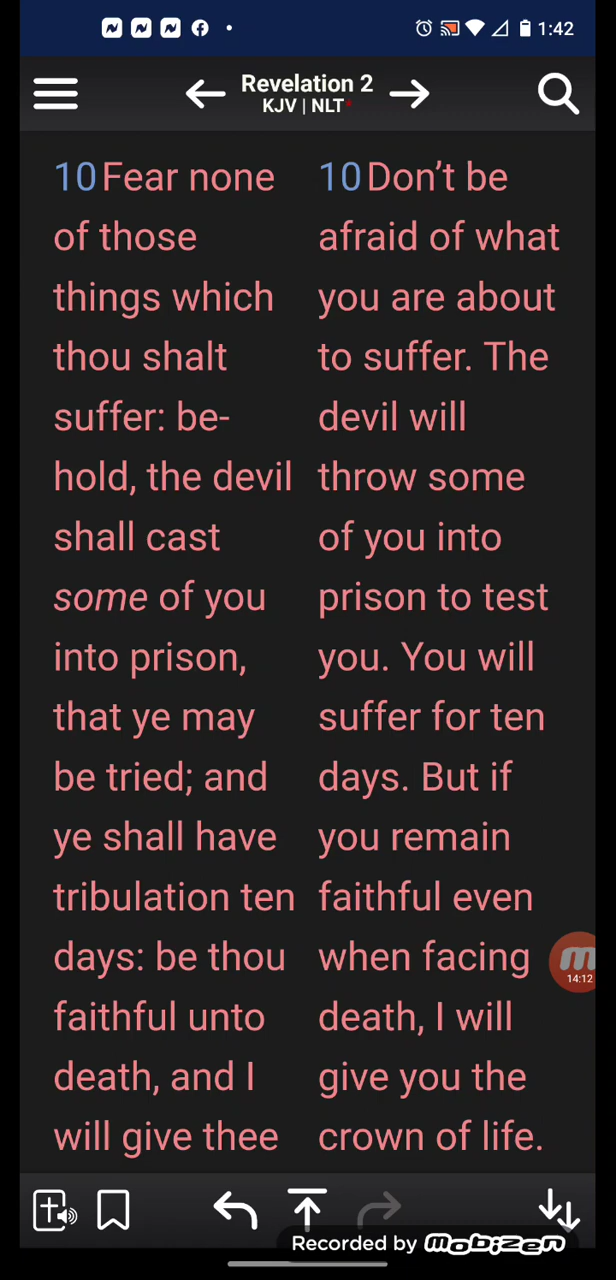 1:42
Revelation 2
KJV | NLT*
10 Fear none
of those
things which
thou shalt
suffer: be-
hold, the devil
shall cast
some of you
into prison,
that ye may
be tried; and
ye shall have
tribulation ten
days: be thou
faithful unto
death, and I
will give thee
10 Don’t be
afraid of what
you are about
to suffer. The
devil will
throw some
of you into
prison to test
you. You will
suffer for ten
days. But if
you remain
faithful even
when facing
death, I will
give you the
crown of life.
m
14:12
Recorded by mobizen